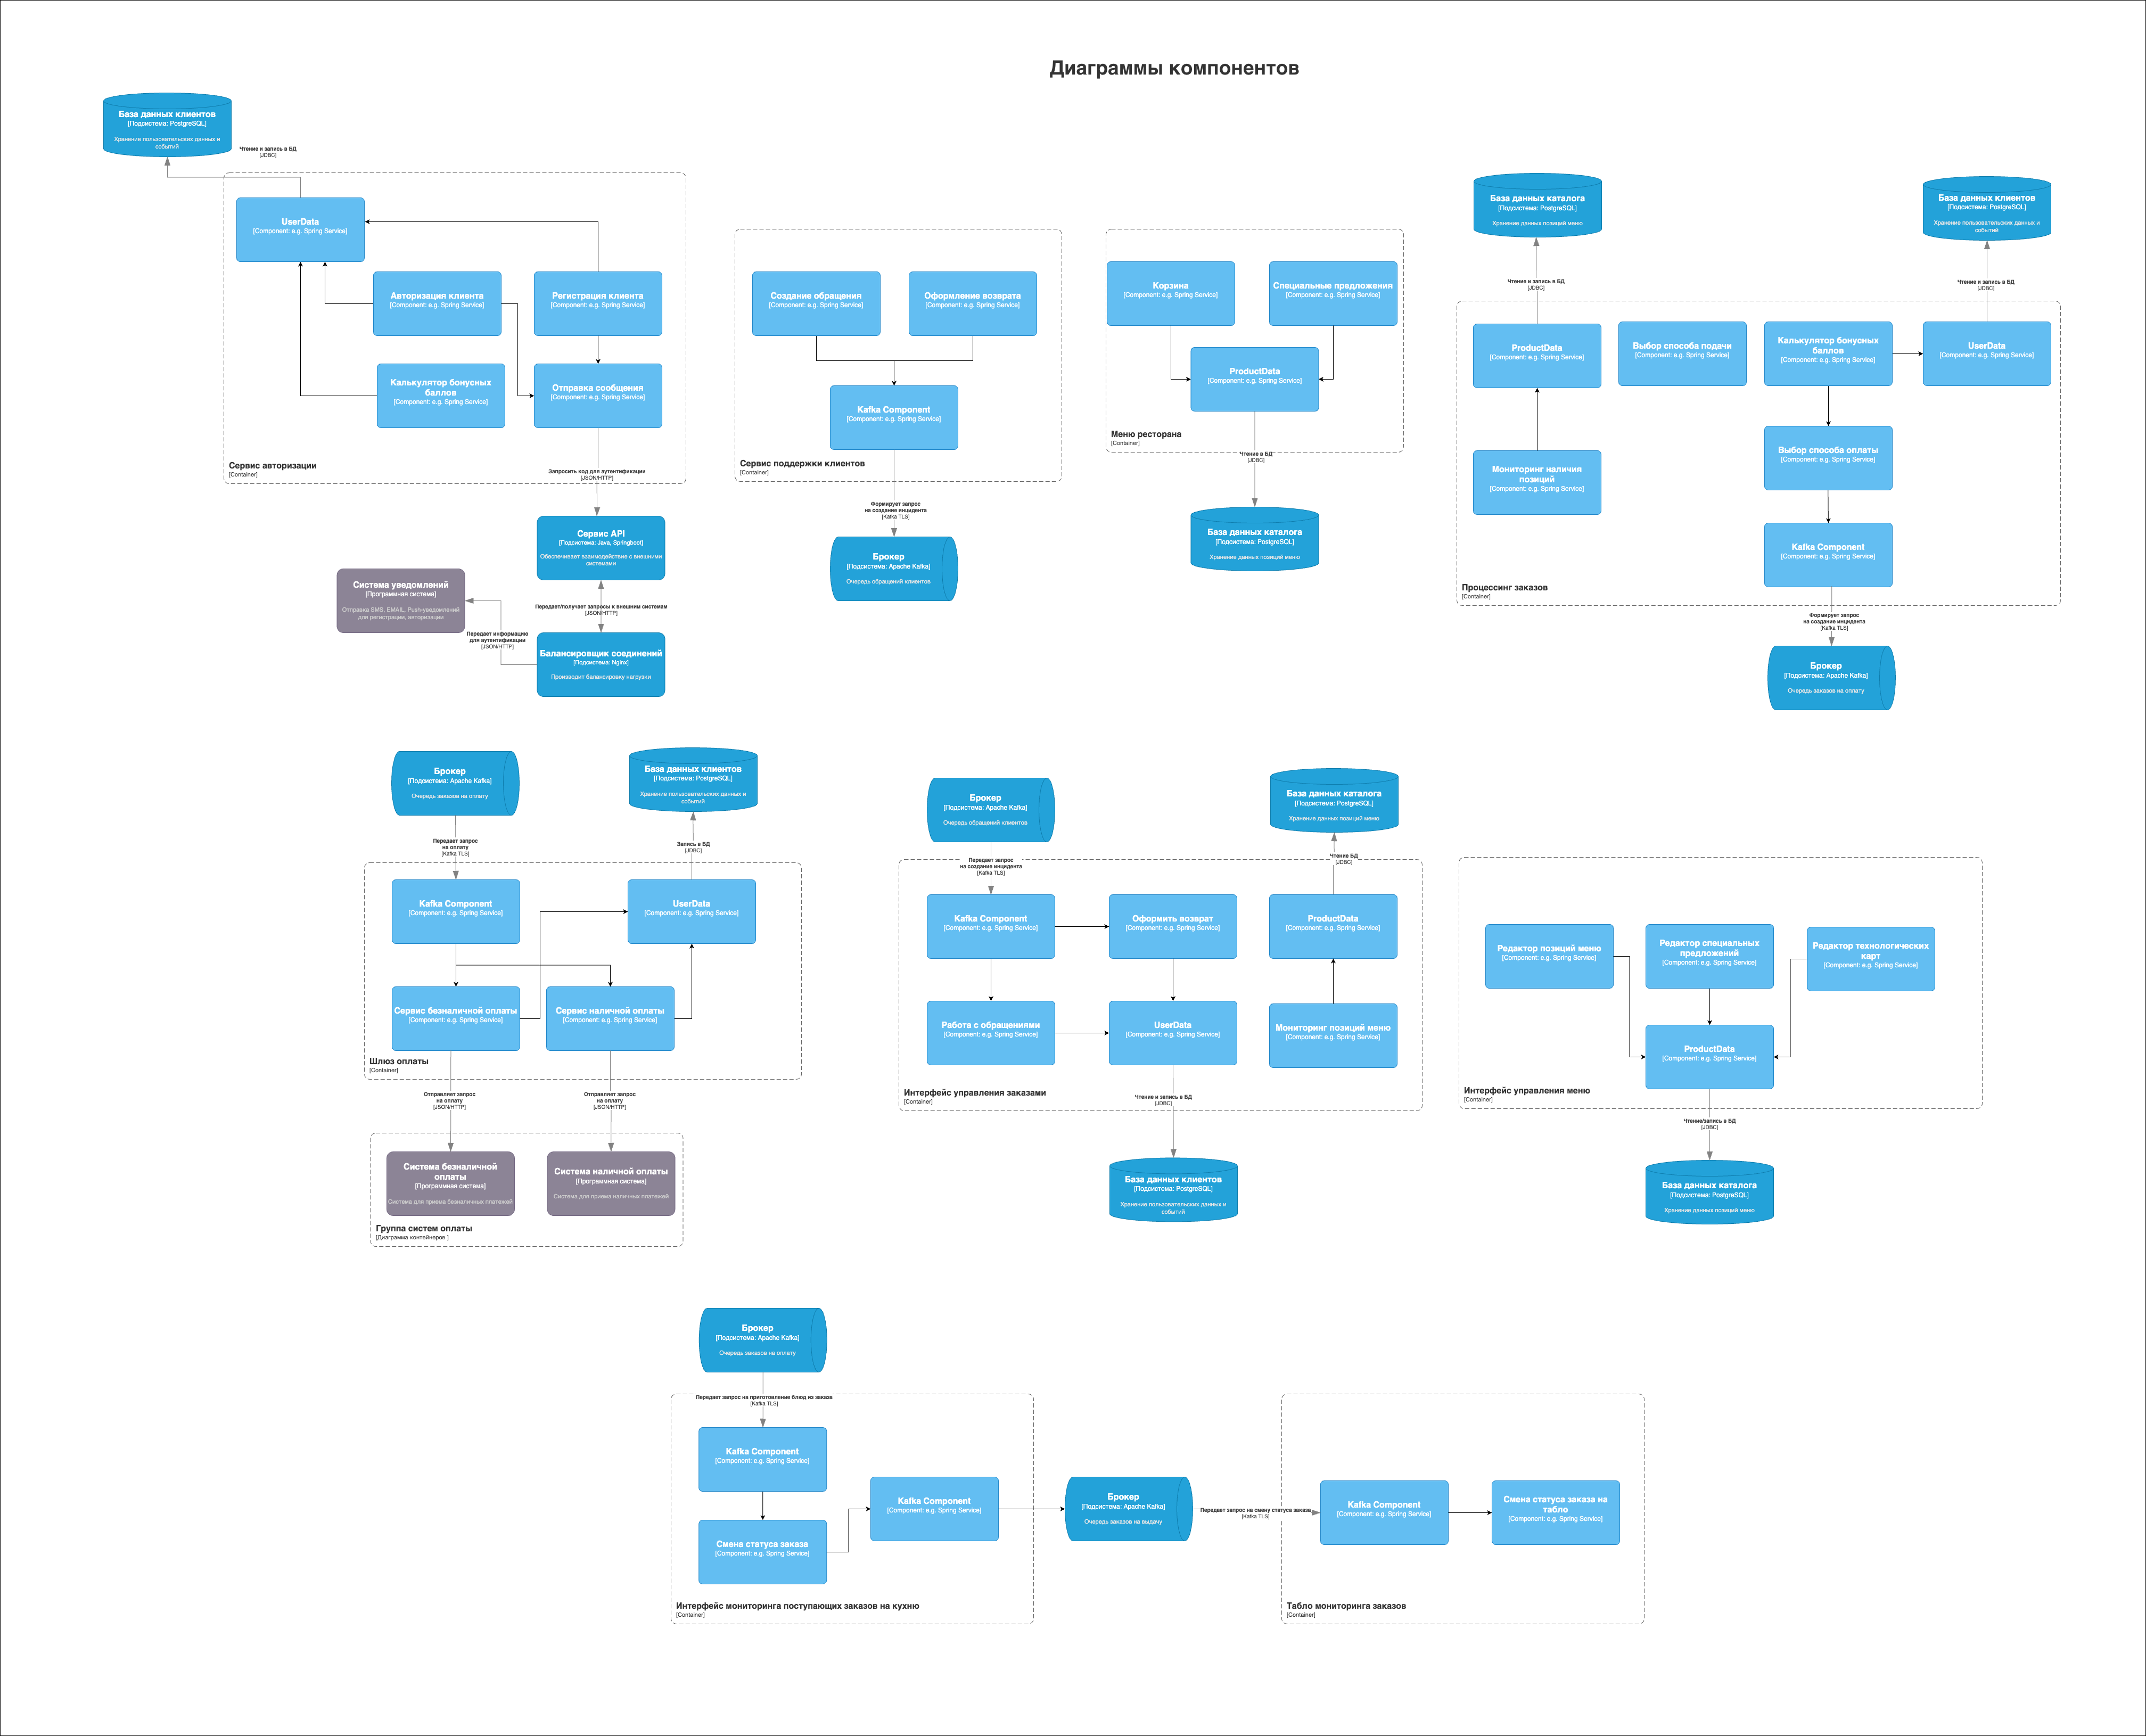 Диаграммы компонентов
База данных клиентов
[Подсистема: PostgreSQL]
Хранение пользовательских данных и
событий
Чтение и запись в БД
[JDBC]
UserData
[Component: e.g. Spring Service]
Авторизация клиента
[Component: e.g. Spring Service]
Регистрация клиента
[Component: e.g. Spring Service]
Калькулятор бонусных
баллов
[Component: e.g. Spring Service]
Отправка сообщения
[Component: e.g. Spring Service]
Сервис авторизации
[Container]
Запросить код для аутентификации
[JSON/HTTP]
Сервис API
[Подсистема: Java, Springboot]
Обеспечивает взаимодействие с внешними
системами
Система уведомлений
[Программная система]
Отправка SMS, EMAIL, Push-уведомлений
для регистрации, авторизации
Передает/получает запросы к внешним системам
[JSON/HTTP]
Передает информацию
для аутентификации
[JSON/HTTP]
Балансировщик соединений
[Подсистема: Nginx]
Производит балансировку нагрузки
Создание обращения
[Component: e.g. Spring Service]
Оформление возврата
[Component: e.g. Spring Service]
Kafka Component
[Component: e.g. Spring Service]
Сервис поддержки клиентов
[Container]
Формирует запрос
на создание инцидента
[Kafka TLS]
Брокер
[Подсистема: Apache Kafka]
Очередь обращений клиентов
Корзина
[Component: e.g. Spring Service]
Специальные предложения
[Component: e.g. Spring Service]
ProductData
[Component: e.g. Spring Service]
Меню ресторана
[Container]
Чтение в БД
[JDBC]
База данных каталога
[Подсистема: PostgreSQL]
Хранение данных позиций меню
База данных каталога
[Подсистема: PostgreSQL]
Хранение данных позиций меню
База данных клиентов
[Подсистема: PostgreSQL]
Хранение пользовательских данных и
событий
Чтение и запись в БД
[JDBC]
Чтение и запись в БД
[JDBC]
ProductData
[Component: e.g. Spring Service]
Выбор способа подачи
[Component: e.g. Spring Service]
Калькулятор бонусных
баллов
[Component: e.g. Spring Service]
UserData
[Component: e.g. Spring Service]
Мониторинг наличия
позиций
[Component: e.g. Spring Service]
Выбор способа оплаты
[Component: e.g. Spring Service]
Kafka Component
[Component: e.g. Spring Service]
Процессинг заказов
[Container]
Формирует запрос
на создание инцидента
[Kafka TLS]
Брокер
[Подсистема: Apache Kafka]
Очередь заказов на оплату
Брокер
[Подсистема: Apache Kafka]
Очередь заказов на оплату
База данных клиентов
[Подсистема: PostgreSQL]
Хранение пользовательских данных и
событий
Передает запрос
на оплату
[Kafka TLS]
Запись в БД
[JDBC]
Kafka Component
[Component: e.g. Spring Service]
UserData
[Component: e.g. Spring Service]
Сервис безналичной оплаты
[Component: e.g. Spring Service]
Сервис наличной оплаты
[Component: e.g. Spring Service]
Шлюз оплаты
[Container]
Отправляет запрос
на оплату
[JSON/HTTP]
Отправляет запрос
на оплату
[JSON/HTTP]
Система безналичной
оплаты
[Программная система]
Система для приема безналичных платежей
Система наличной оплаты
[Программная система]
Система для приема наличных платежей
Группа систем оплаты
[Диаграмма контейнеров ]
Брокер
[Подсистема: Apache Kafka]
Очередь обращений клиентов
База данных каталога
[Подсистема: PostgreSQL]
Хранение данных позиций меню
Передает запрос
на создание инцидента
[Kafka TLS]
Чтение БД
[JDBC]
Kafka Component
[Component: e.g. Spring Service]
Оформить возврат
[Component: e.g. Spring Service]
ProductData
[Component: e.g. Spring Service]
Работа с обращениями
[Component: e.g. Spring Service]
UserData
[Component: e.g. Spring Service]
Мониторинг позиций меню
[Component: e.g. Spring Service]
Интерфейс управления заказами
[Container]
Чтение и запись в БД
[JDBC]
База данных клиентов
[Подсистема: PostgreSQL]
Хранение пользовательских данных и
событий
Редактор позиций меню
[Component: e.g. Spring Service]
Редактор специальных
предложений
[Component: e.g. Spring Service]
Редактор технологических
карт
[Component: e.g. Spring Service]
ProductData
[Component: e.g. Spring Service]
Интерфейс управления меню
[Container]
Чтение/запись в БД
[JDBC]
База данных каталога
[Подсистема: PostgreSQL]
Хранение данных позиций меню
Брокер
[Подсистема: Apache Kafka]
Очередь заказов на оплату
Передает запрос на приготовление блюд из заказа
[Kafka TLS]
Kafka Component
[Component: e.g. Spring Service]
Kafka Component
[Component: e.g. Spring Service]
Смена статуса заказа
[Component: e.g. Spring Service]
Интерфейс мониторинга поступающих заказов на кухню
[Container]
Брокер
[Подсистема: Apache Kafka]
Очередь заказов на выдачу
Передает запрос на смену статуса заказа
[Kafka TLS]
Kafka Component
[Component: e.g. Spring Service]
Смена статуса заказа на
табло
[Component: e.g. Spring Service]
Табло мониторинга заказов
[Container]